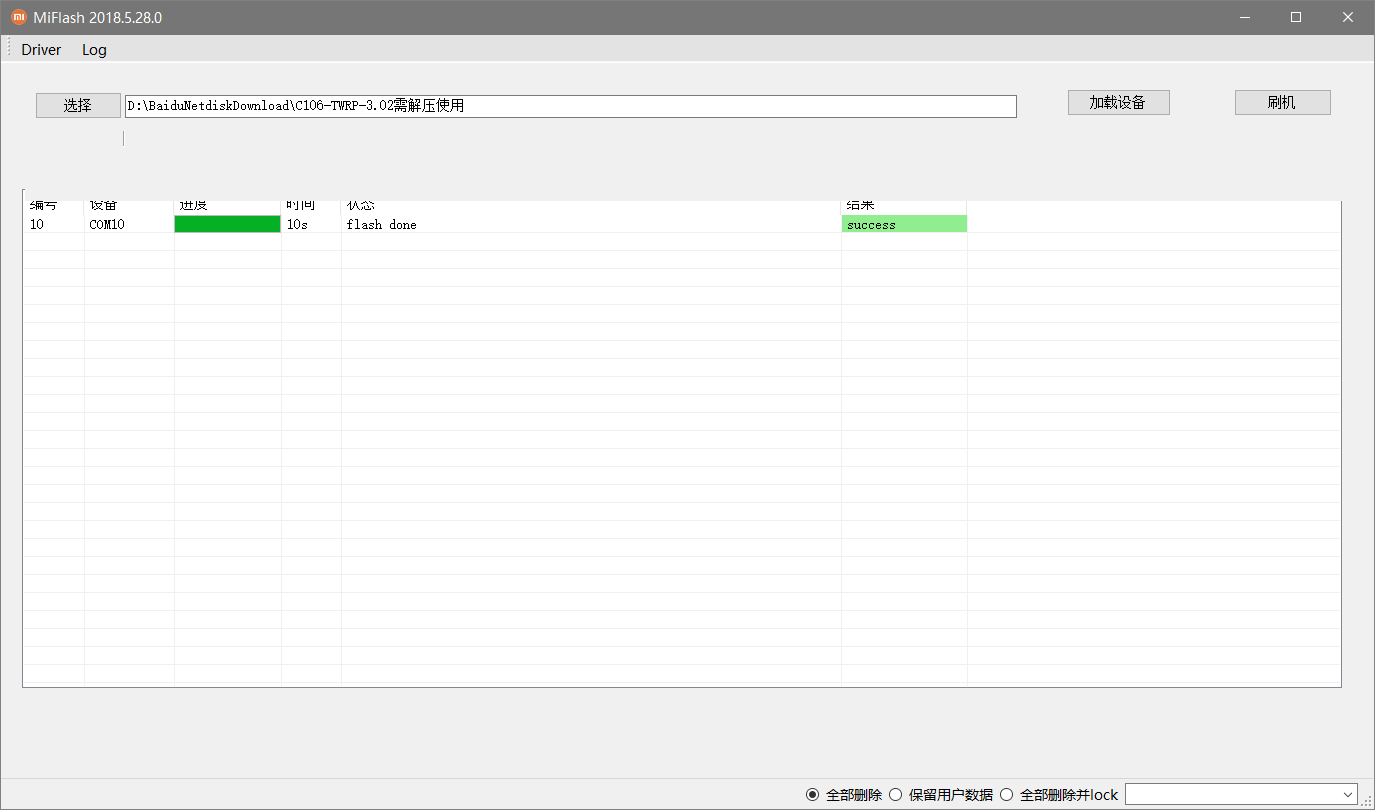 MiFlash 2018.5.28.0
Driver Log
选择 D:\BaiduNetdiskDownload\C106-TWRP-3.02需解压使用 加载设备 刷机
编号 设备 进度 时间 状态 结果
10 COM10 10s flash done success
全部删除 保留用户数据 全部删除并lock